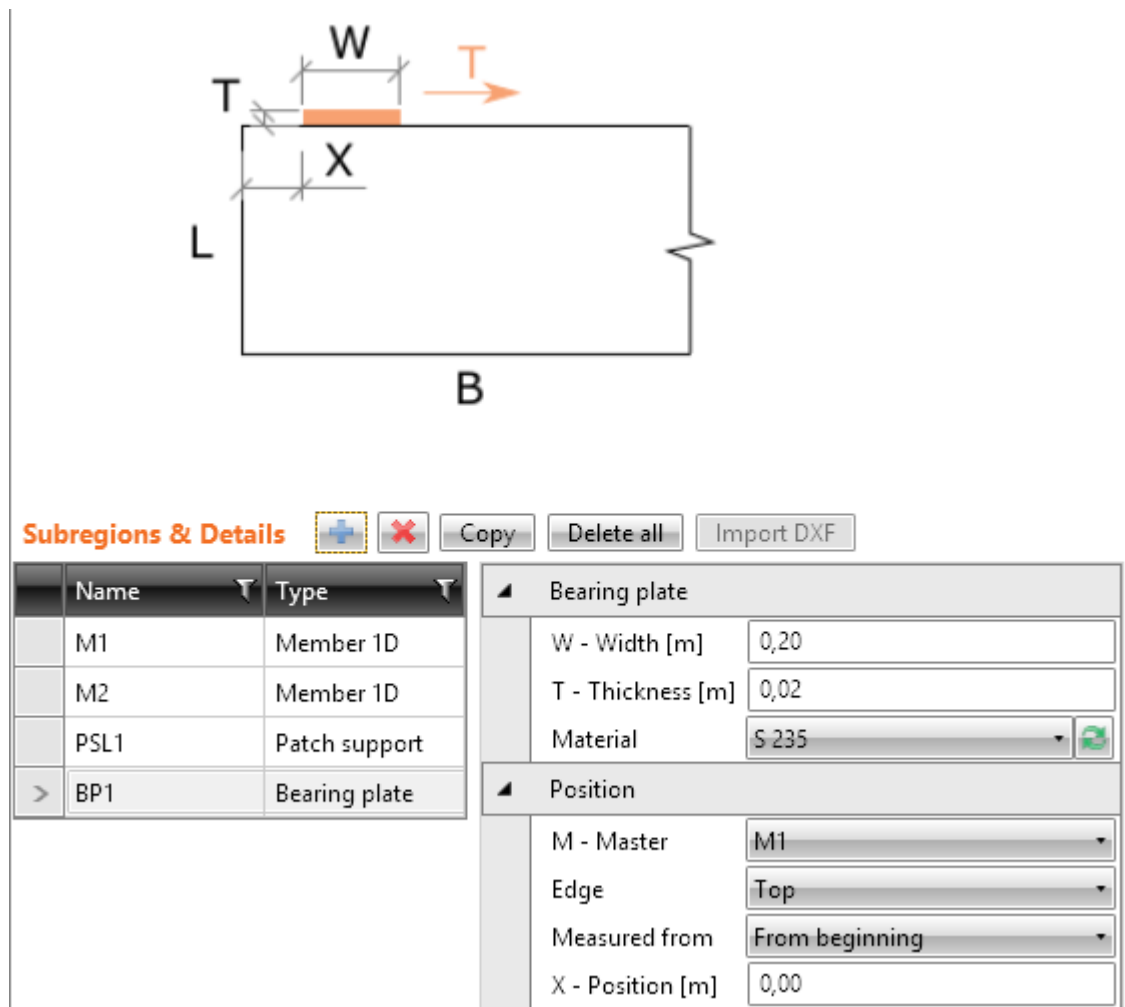 W
T
T
X
L
B
Subregions & Details Copy Delete all Import DXF
Name Type Bearing plate
M1 Member 1D W - Width [m] 0,20
M2 Member 1D T - Thickness [m] 0,02
PSL1 Patch support Material S 235
> BP1 Bearing plate Position
M - Master M1
Edge Top
Measured from From beginning
X - Position [m] 0,00